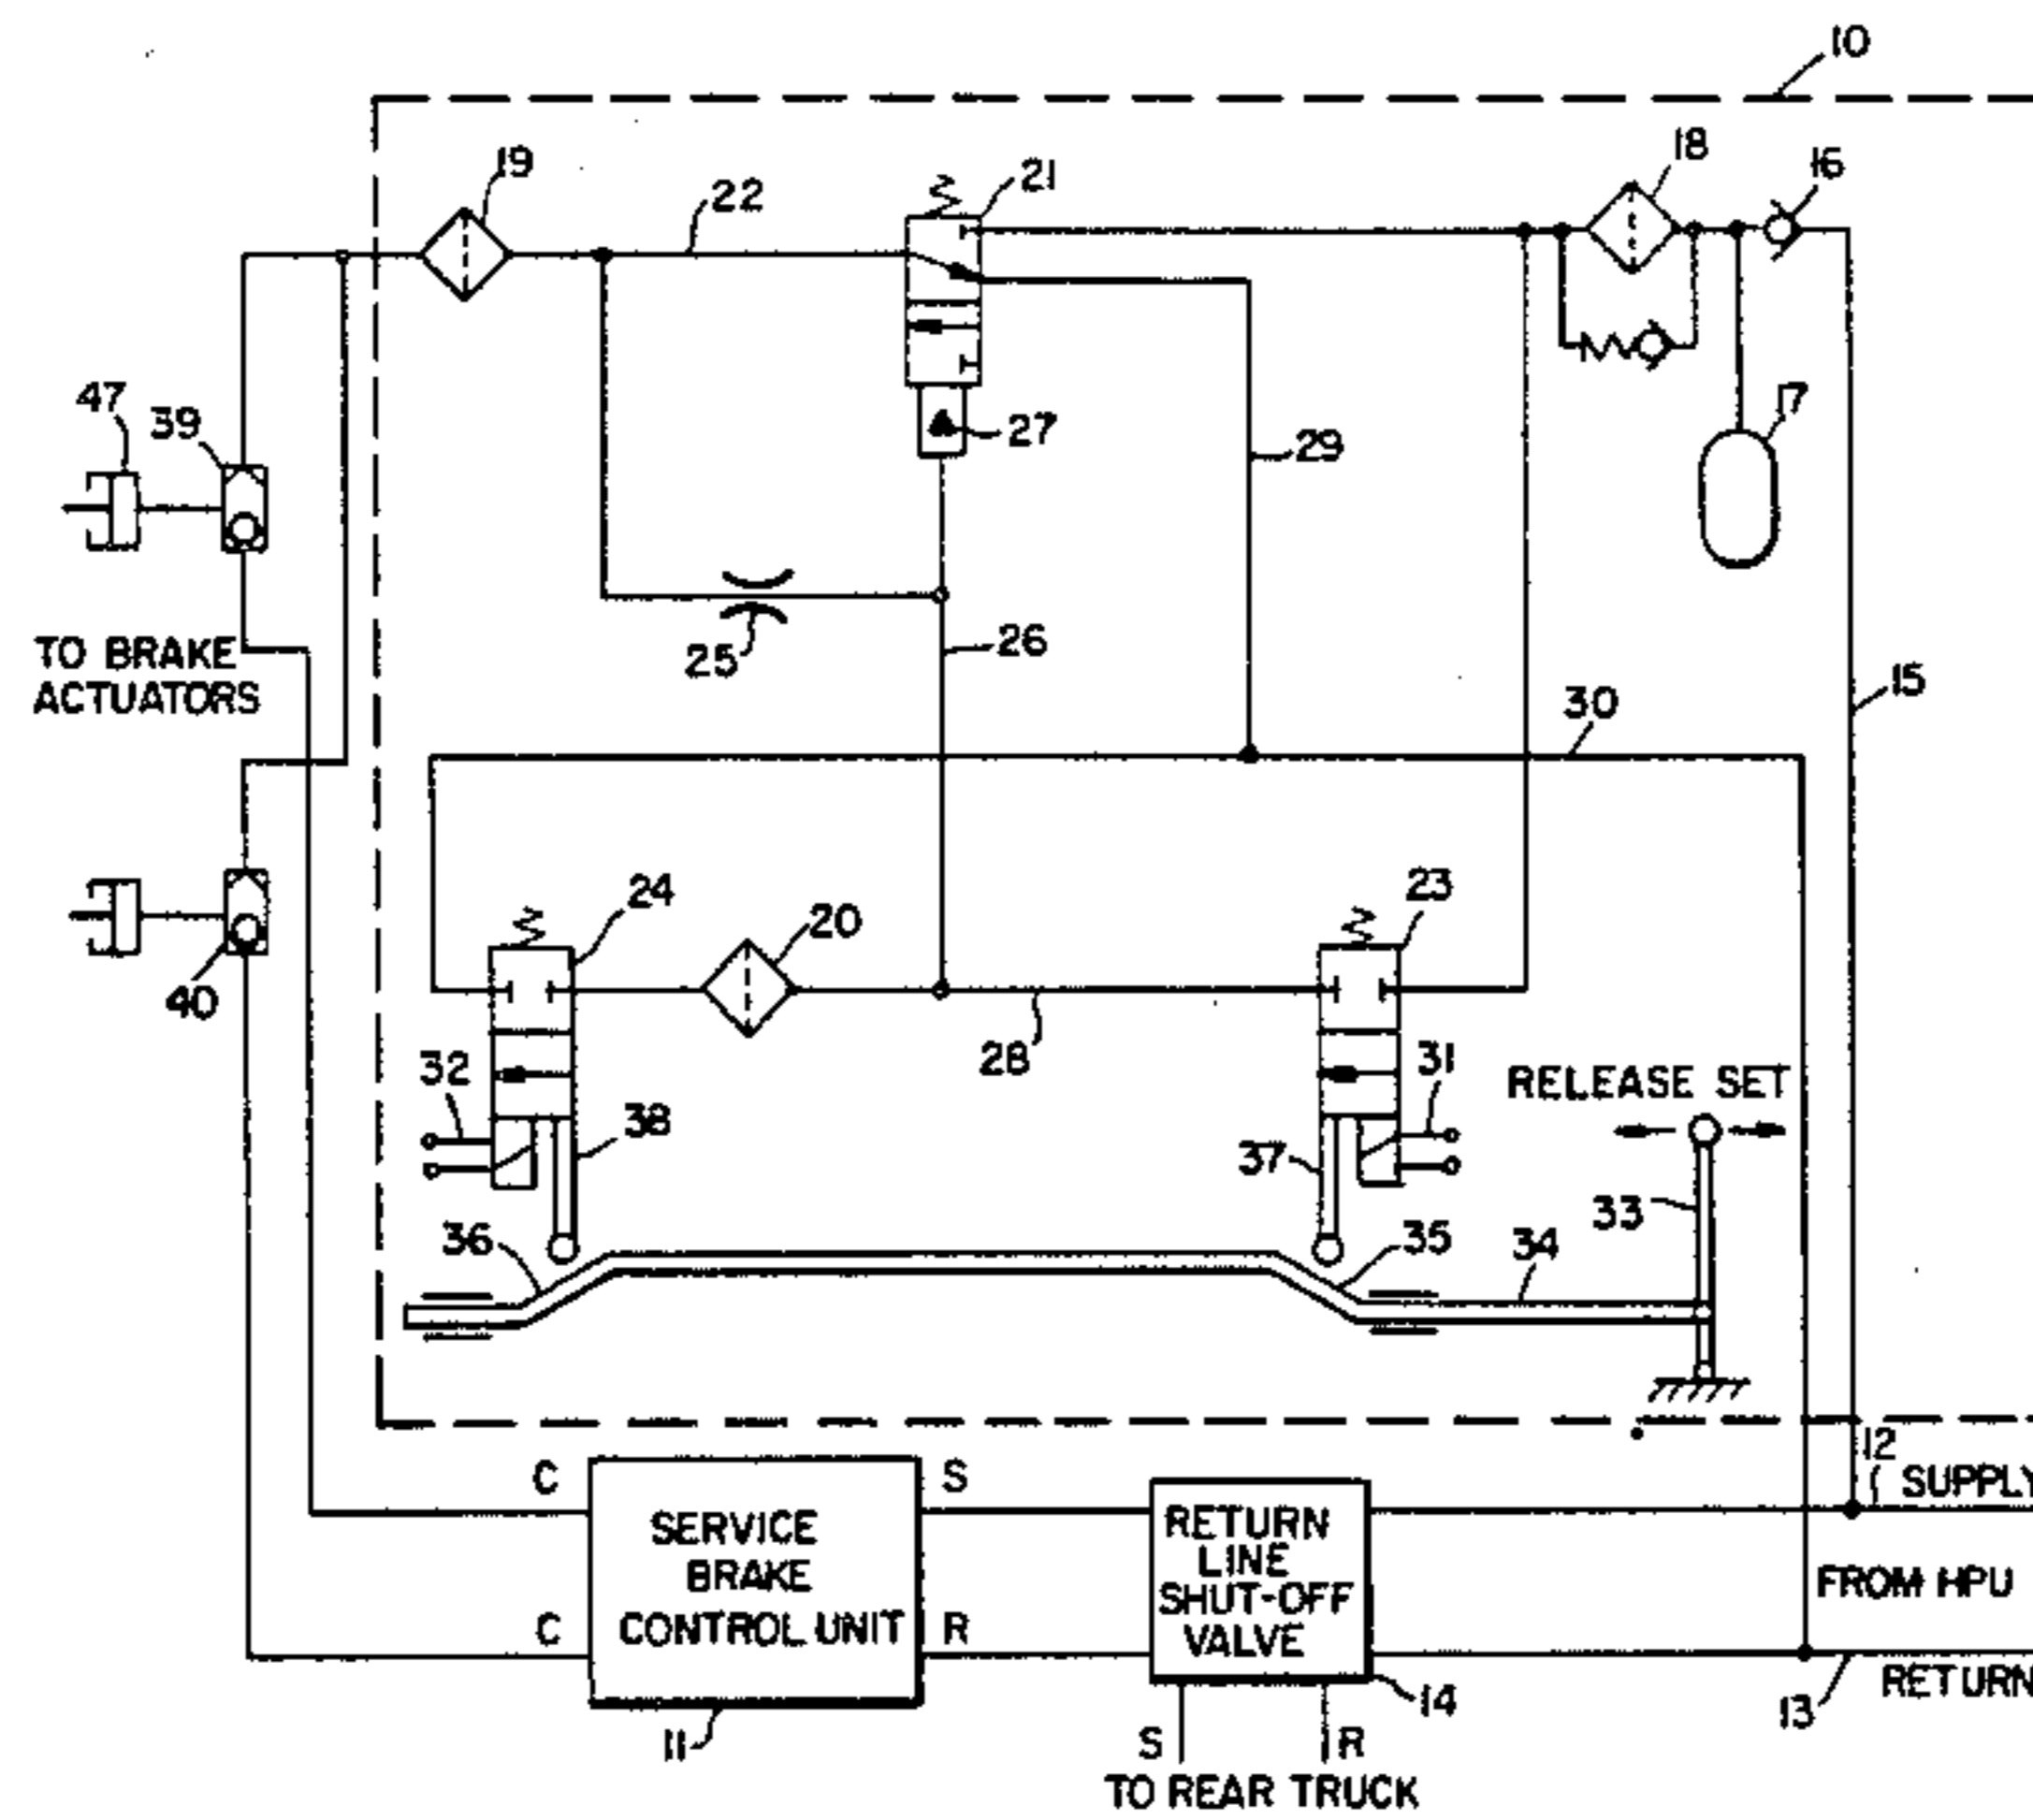 10
19
22
21
18
16
47
39
27
29
17
25
26
TO BRAKE
ACTUATORS
30
15
24
20
23
40
32
28
31
RELEASE SET
38
37
33
36
35
34
12
C
S
SUPPLY
SERVICE
BRAKE
CONTROL UNIT
RETURN
LINE
SHUT-OFF
VALVE
FROM HPU
C
R
RETURN
11
14
13
S
R
TO REAR TRUCK